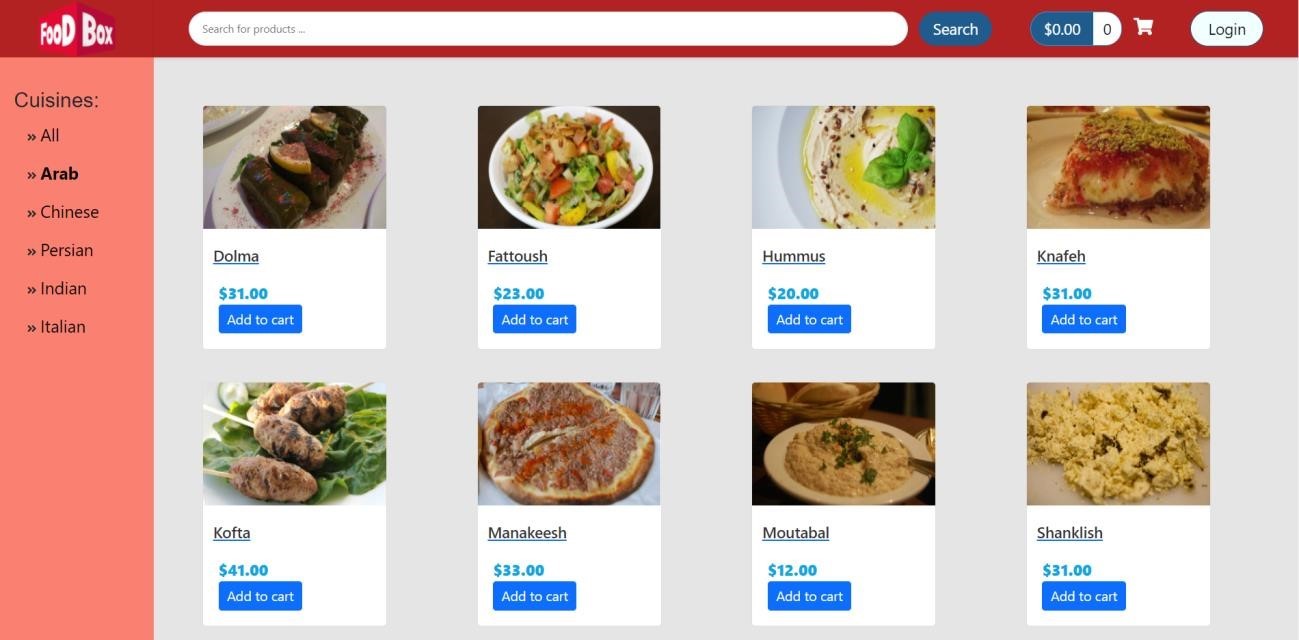 FooD Box
Search for products ...
Search
$0.00 0
Login
Cuisines:
» All
» Arab
» Chinese
» Persian
» Indian
» Italian
Dolma
$31.00
Add to cart
Fattoush
$23.00
Add to cart
Hummus
$20.00
Add to cart
Knafeh
$31.00
Add to cart
Kofta
$41.00
Add to cart
Manakeesh
$33.00
Add to cart
Moutabal
$12.00
Add to cart
Shanklish
$31.00
Add to cart